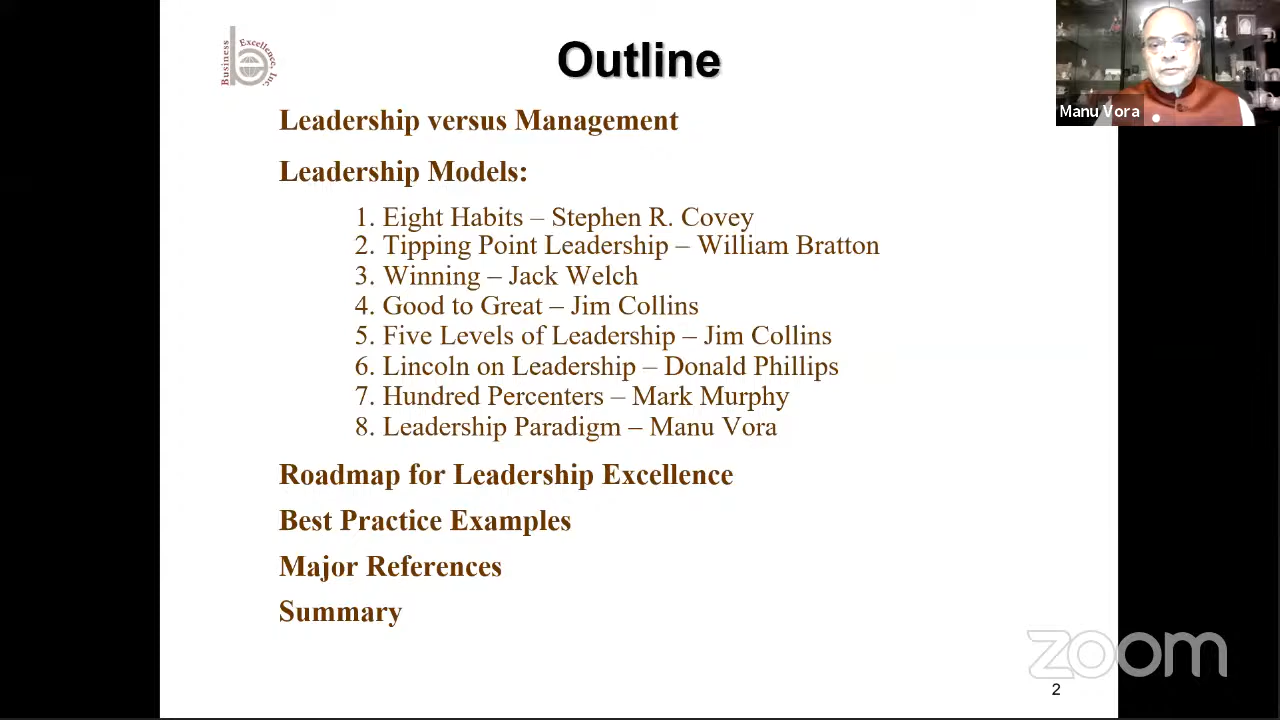 Business
Excellence, Inc.
Outline
Manu Vora
Leadership versus Management
Leadership Models:
1. Eight Habits – Stephen R. Covey
2. Tipping Point Leadership – William Bratton
3. Winning – Jack Welch
4. Good to Great – Jim Collins
5. Five Levels of Leadership – Jim Collins
6. Lincoln on Leadership – Donald Phillips
7. Hundred Percenters – Mark Murphy
8. Leadership Paradigm – Manu Vora
Roadmap for Leadership Excellence
Best Practice Examples
Major References
Summary
zoom
2